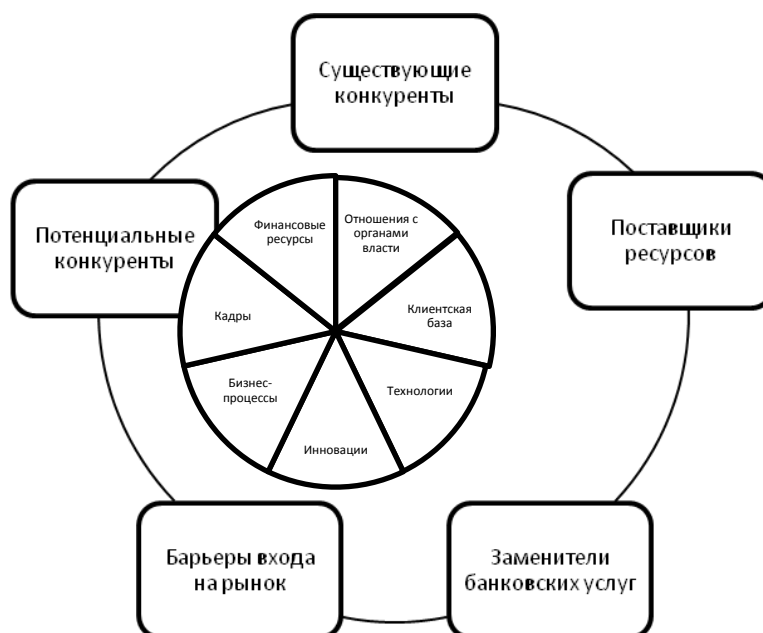 Существующие
конкуренты
Потенциальные
конкуренты
Поставщики
ресурсов
Финансовые
ресурсы
Отношения с
органами
власти
Кадры
Клиентская
база
Бизнес-
процессы
Технологии
Инновации
Барьеры входа
на рынок
Заменители
банковских услуг